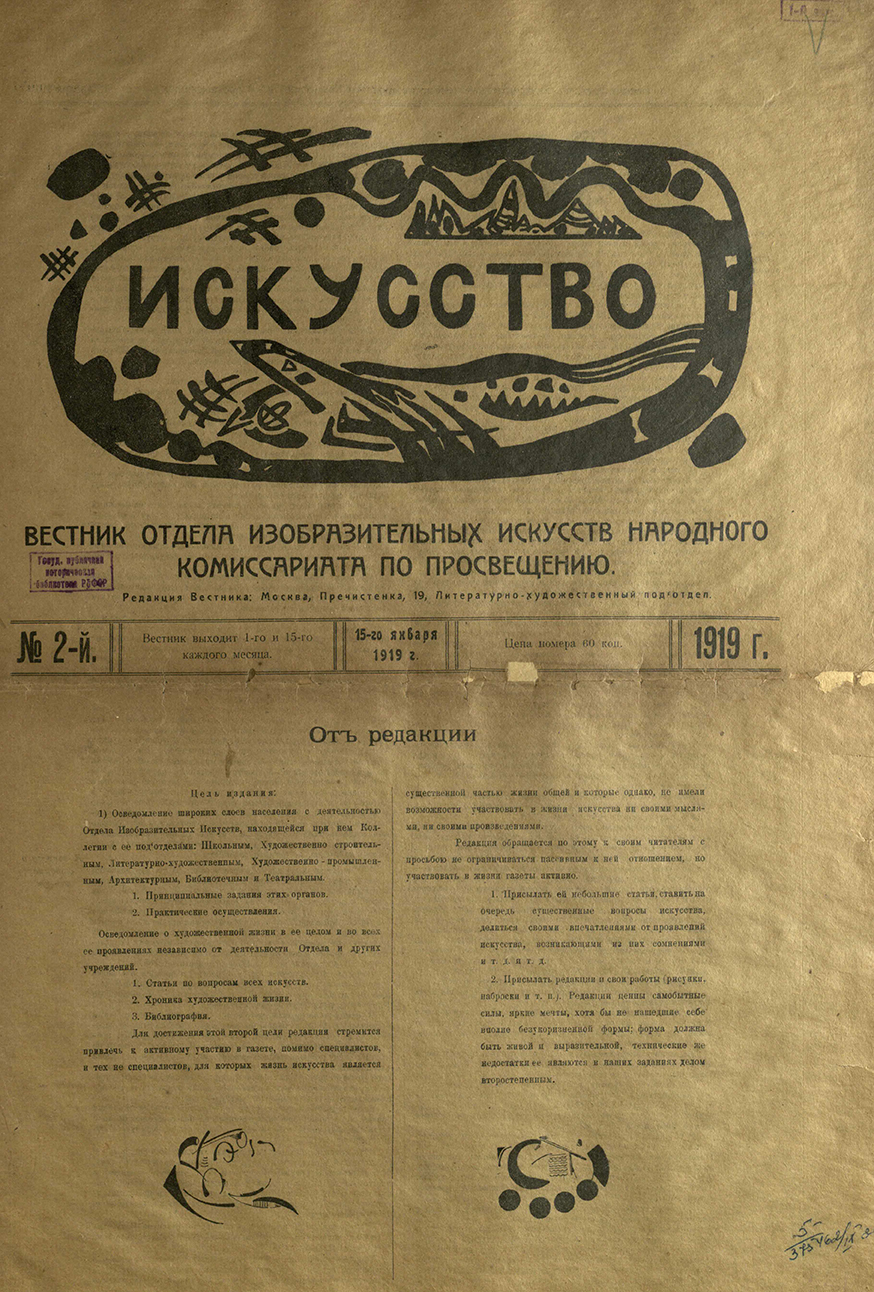 ИСКУССТВО
ВЕСТНИК ОТДЕЛА ИЗОБРАЗИТЕЛЬНЫХ ИСКУССТВ НАРОДНОГО
КОМИССАРИАТА ПО ПРОСВЕЩЕНИЮ.
Госуд. публичная
историческая
библиотека РСФСР
Редакция Вестника: Москва, Пречистенка, 19, Литературно-художественный под'отдел.
№ 2-й.
Вестник выходит 1-го и 15-го
каждого месяца.
15-го января
1919 г.
Цена номера 60 коп.
1919 г.
Отъ редакции
Цель издания:
1) Осведомление широких слоев населения с деятельностью
Отдела Изобразительных Искусств, находящейся при нем Кол-
легии с ее под'отделами: Школьным, Художественно строитель-
ным, Литературно-художественным, Художественно-промышлен-
ным, Архитектурным, Библиотечным и Театральным.
1. Принципиальные задания этих органов.
2. Практические осуществления.
Осведомление о художественной жизни в ее целом и во всех
ее проявлениях независимо от деятельности Отдела и других
учреждений.
1. Статьи по вопросам всех искусств.
2. Хроника художественной жизни.
3. Библиография.
Для достижения этой второй цели редакция стремится
привлечь к активному участию в газете, помимо специалистов,
и тех не специалистов, для которых жизнь искусства является
существенной частью жизни общей и которые однако, не имели
возможности участвовать в жизни искусства ни своими мысля-
ми, ни своими произведениями.
Редакция обращается по этому к своим читателям с
просьбою не ограничиваться пассивным к ней отношением, но
участвовать в жизни газеты активно.
1. Присылать ей небольшие статьи, ставить на
очередь существенные вопросы искусства,
делиться своими впечатлениями от проявлений
искусства, возникающими из них сомнениями
и т. д. и т. д.
2. Присылать редакции и свои работы (рисунки,
наброски и т. п.). Редакции ценны самобытные
силы, яркие мечты, хотя бы не нашедшие себе
вполне безукоризненной формы; форма должна
быть живой и выразительной, технические же
недостатки ее являются в наших заданиях делом
второстепенным.